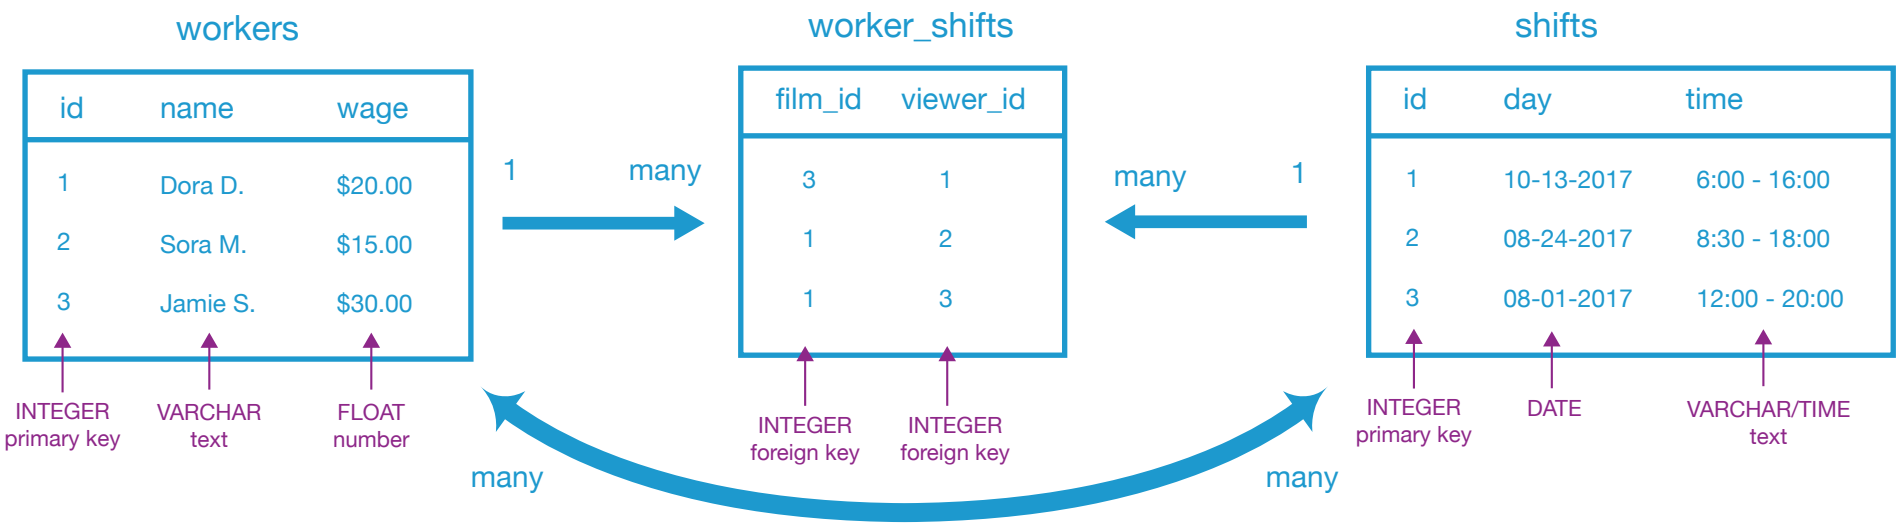 workers
id name wage
1 Dora D. $20.00
2 Sora M. $15.00
3 Jamie S. $30.00
INTEGER
primary key
VARCHAR
text
FLOAT
number
1 many
worker_shifts
film_id viewer_id
3 1
1 2
1 3
INTEGER
foreign key
INTEGER
foreign key
many 1
shifts
id day time
1 10-13-2017 6:00 - 16:00
2 08-24-2017 8:30 - 18:00
3 08-01-2017 12:00 - 20:00
INTEGER
primary key
DATE
VARCHAR/TIME
text
many many